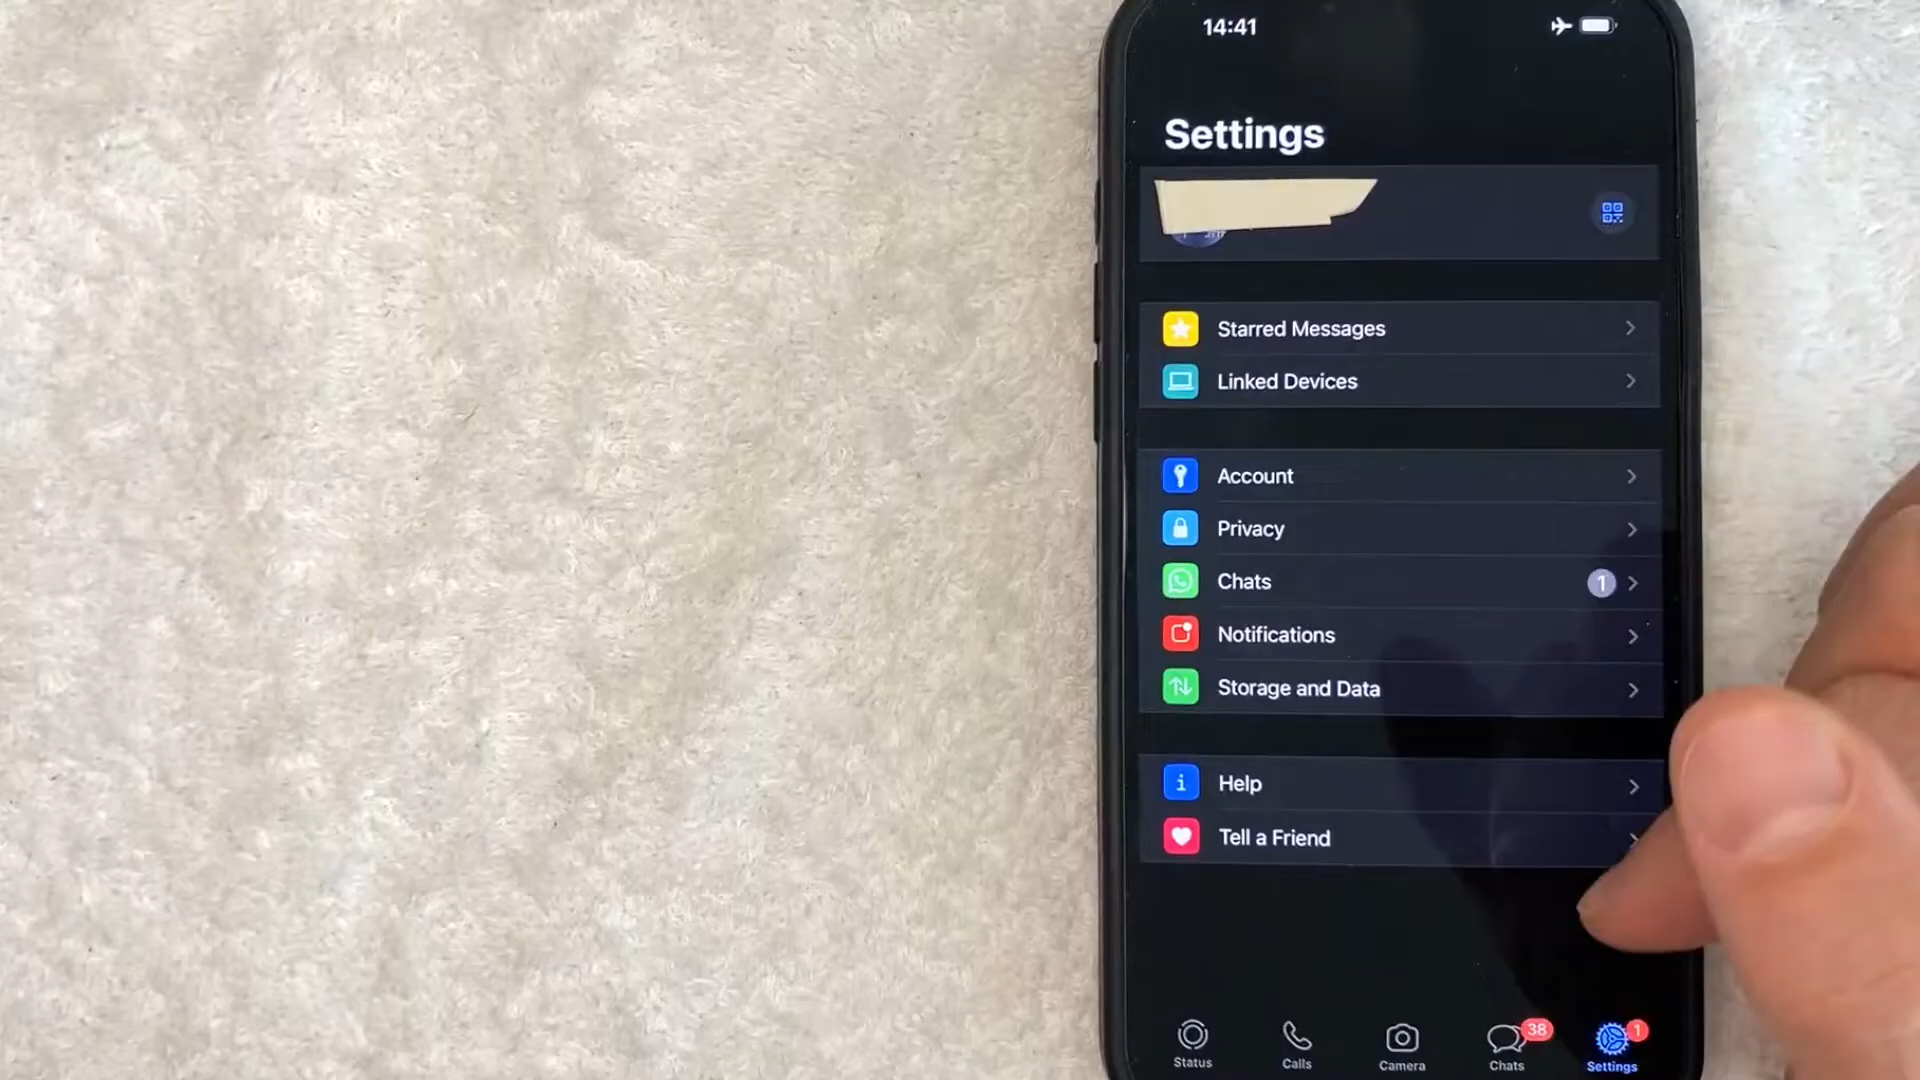 14:41
Settings
Starred Messages
Linked Devices
Account
Privacy
Chats 1
Notifications
Storage and Data
Help
Tell a Friend
38 1
Status Calls Camera Chats Settings